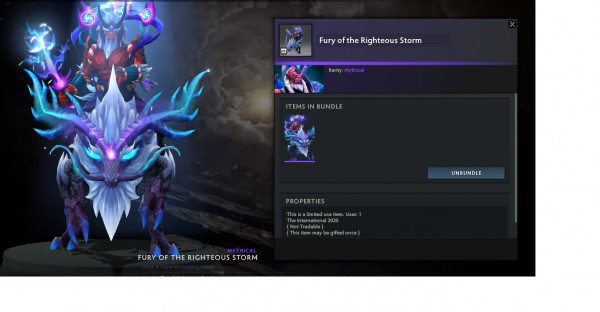 Fury of the Righteous Storm
Rarity: Mythical
ITEMS IN BUNDLE
UNBUNDLE
PROPERTIES
This is a limited use item. Uses: 1
The International 2020
( Not Tradable )
( This item may be gifted once )
MYTHICAL
FURY OF THE RIGHTEOUS STORM